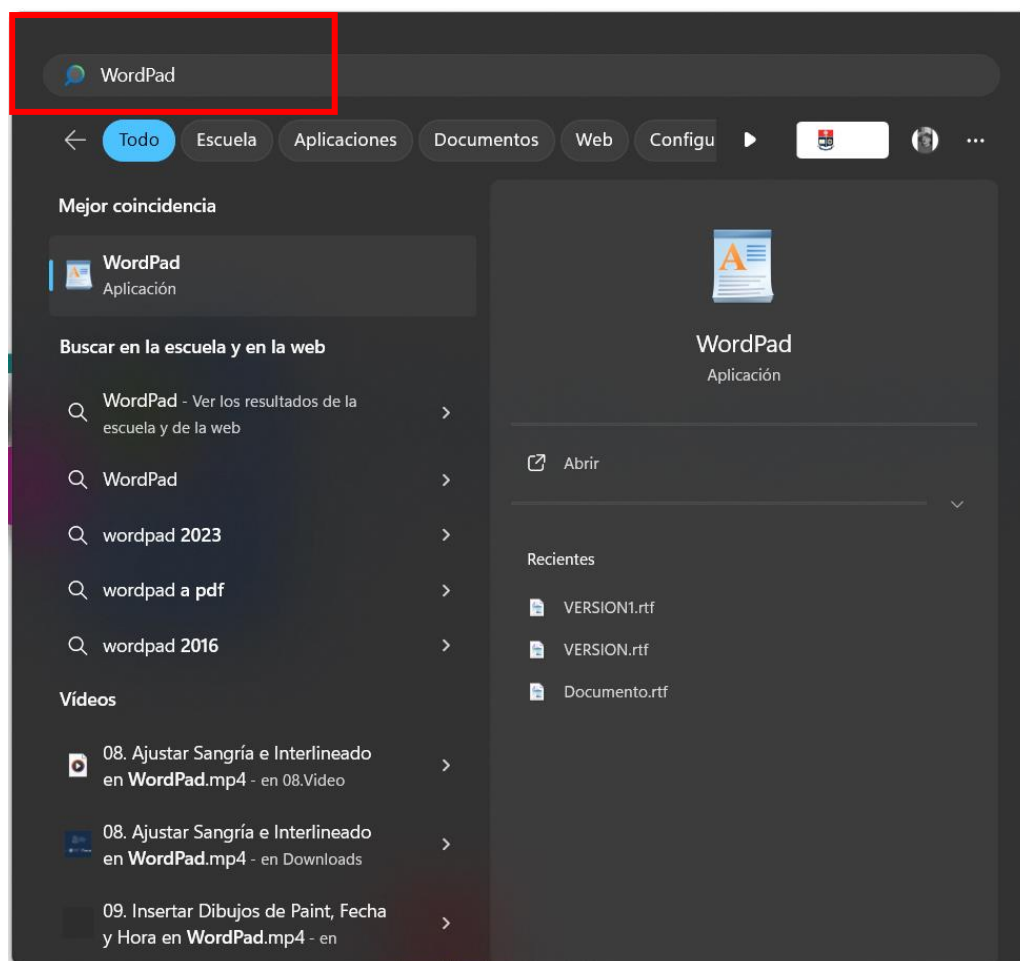 WordPad
Todo Escuela Aplicaciones Documentos Web Configu
Mejor coincidencia
WordPad
Aplicación
Buscar en la escuela y en la web
WordPad - Ver los resultados de la
escuela y de la web
WordPad
wordpad 2023
wordpad a pdf
wordpad 2016
Vídeos
08. Ajustar Sangría e Interlineado
en WordPad.mp4 - en 08.Video
08. Ajustar Sangría e Interlineado
en WordPad.mp4 - en Downloads
09. Insertar Dibujos de Paint, Fecha
y Hora en WordPad.mp4 - en
WordPad
Aplicación
Abrir
Recientes
VERSION1.rtf
VERSION.rtf
Documento.rtf